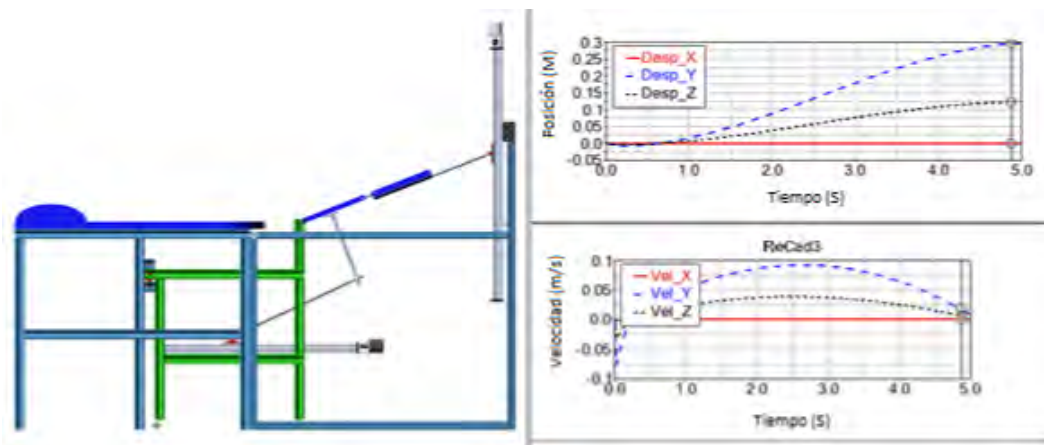 Posición (M)
0.3
0.25
0.2
0.15
0.1
0.05
0.0
-0.05
Desp_X
Desp_Y
Desp_Z
0.0 1.0 2.0 3.0 4.0 5.0
Tiempo (S)
ReCad3
Velocidad (m/s)
0.1
0.05
0.0
-0.05
-0.1
Vel_X
Vel_Y
Vel_Z
0.0 1.0 2.0 3.0 4.0 5.0
Tiempo (S)